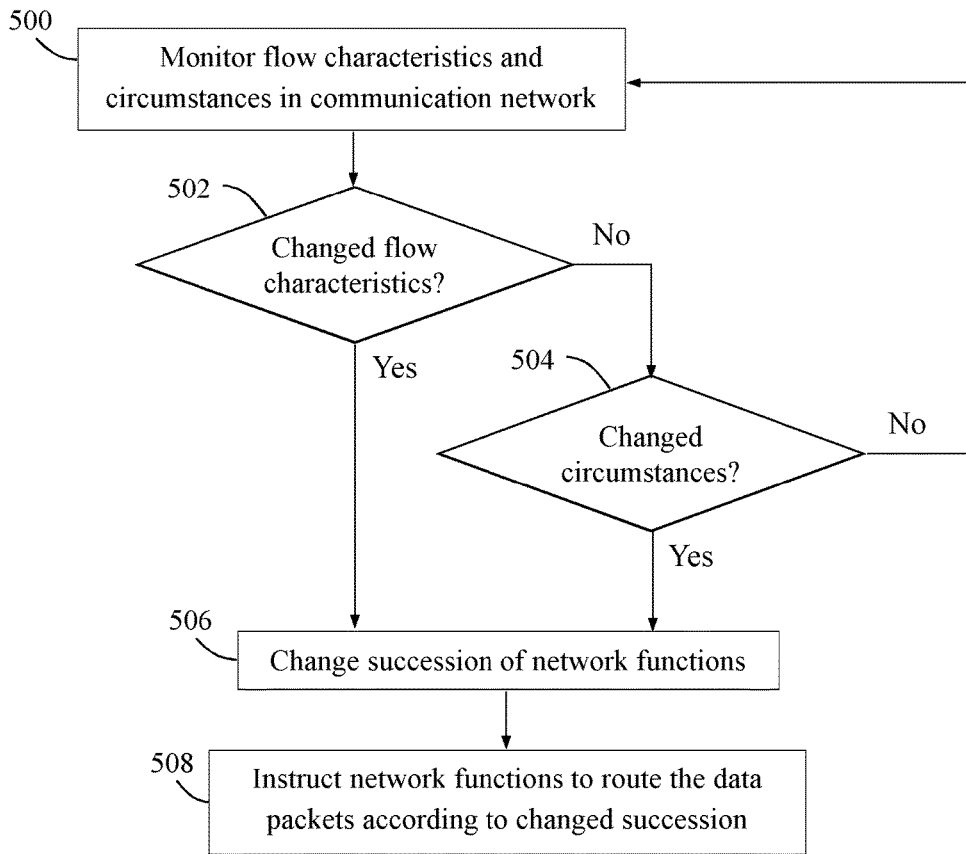 500
Monitor flow characteristics and
circumstances in communication network
502
Changed flow
characteristics?
No
Yes
504
Changed
circumstances?
No
Yes
506
Change succession of network functions
508
Instruct network functions to route the data
packets according to changed succession